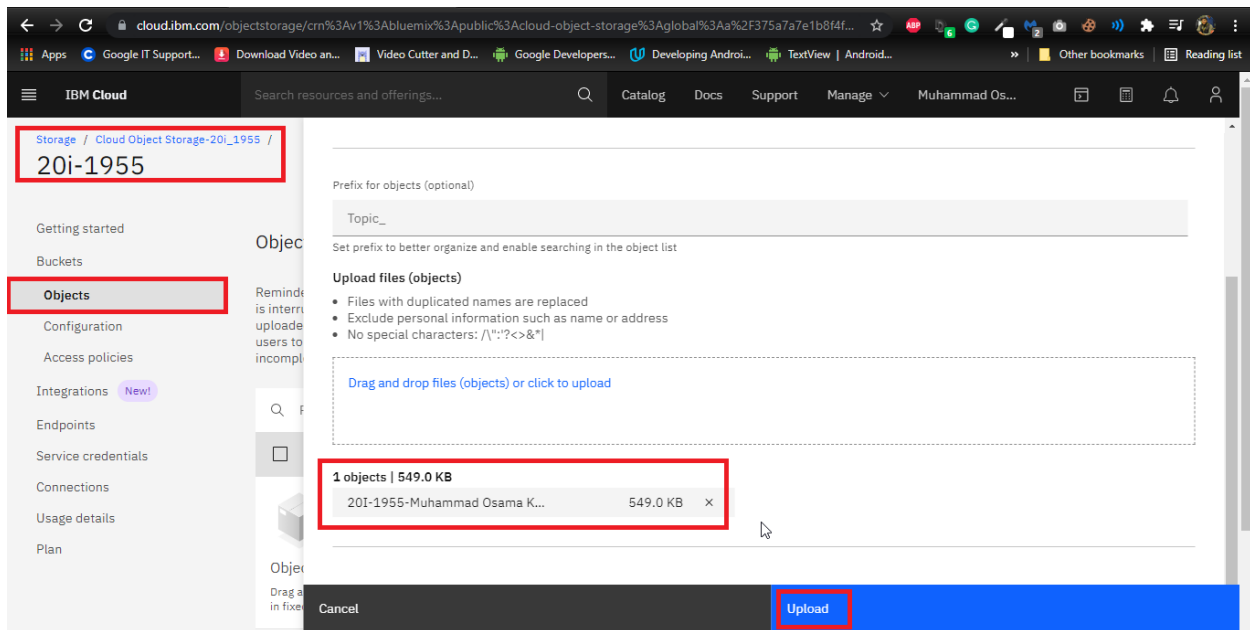 cloud.ibm.com/objectstorage/crn%3Av1%3Abluemix%3Apublic%3Acloud-object-storage%3Aglobal%3Aa%2F375a7a7e1b8f4f...
ABP
6
2
Apps
Google IT Support...
Download Video an...
Video Cutter and D...
Google Developers...
Developing Androi...
TextView | Android...
»
Other bookmarks
Reading list
IBM Cloud
Search resources and offerings...
Catalog
Docs
Support
Manage
Muhammad Os...
Storage / Cloud Object Storage-20i_1955 /
20i-1955
Getting started
Buckets
Objects
Configuration
Access policies
Integrations New!
Endpoints
Service credentials
Connections
Usage details
Plan
Objec
Reminde
is interru
uploade
users to
incompl
Objec
Drag a
in fixe
Prefix for objects (optional)
Topic_
Set prefix to better organize and enable searching in the object list
Upload files (objects)
• Files with duplicated names are replaced
• Exclude personal information such as name or address
• No special characters: /\":'?<>&*|
Drag and drop files (objects) or click to upload
1 objects | 549.0 KB
20I-1955-Muhammad Osama K... 549.0 KB ×
Cancel
Upload